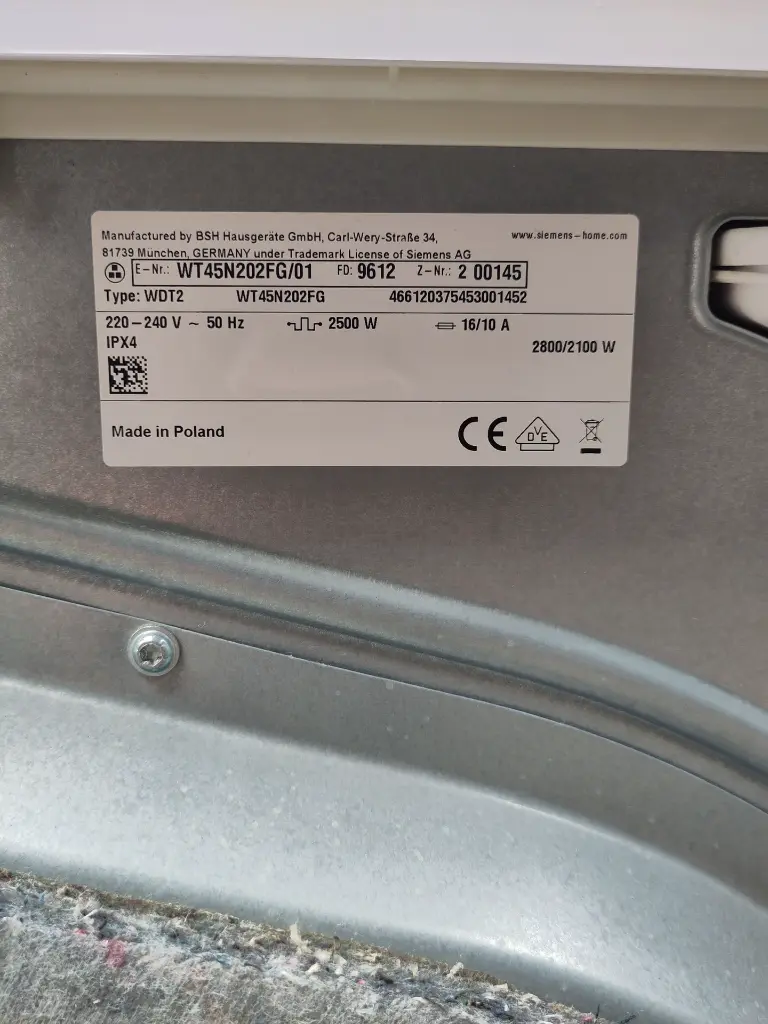 Manufactured by BSH Hausgeräte GmbH, Carl-Wery-Straße 34,
www.siemens-home.com
81739 München, GERMANY under Trademark License of Siemens AG
E-Nr.: WT45N202FG/01 FD: 9612 Z-Nr.: 2 00145
Type: WDT2 WT45N202FG 466120375453001452
220-240 V ~ 50 Hz 2500 W 16/10 A
IPX4
2800/2100 W
Made in Poland
CE DVE